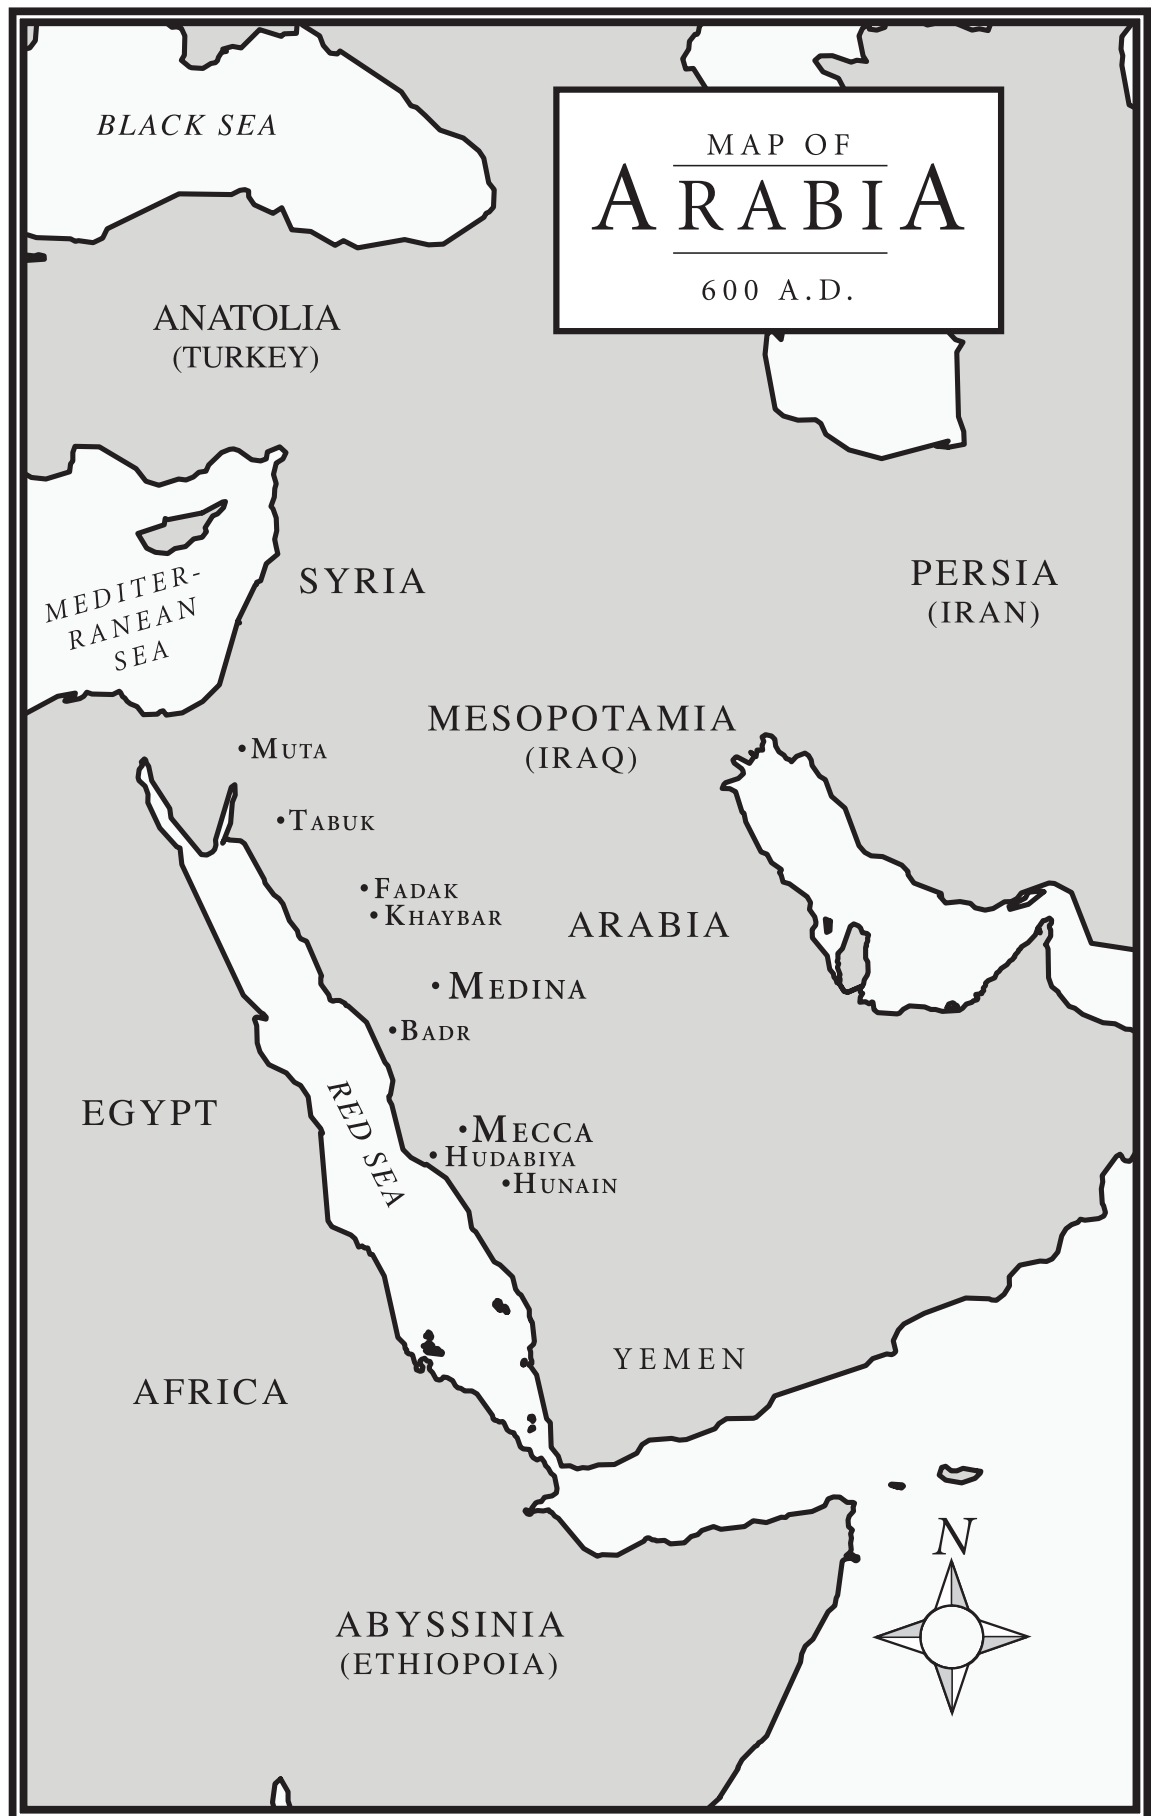 BLACK SEA
MAP OF
ARABIA
600 A.D.
ANATOLIA
(TURKEY)
MEDITER-
RANEAN
SEA
SYRIA
PERSIA
(IRAN)
MESOPOTAMIA
(IRAQ)
•MUTA
•TABUK
•FADAK
•KHAYBAR
ARABIA
•MEDINA
•BADR
EGYPT
RED SEA
•MECCA
•HUDABIYA
•HUNAIN
YEMEN
AFRICA
N
ABYSSINIA
(ETHIOPOIA)